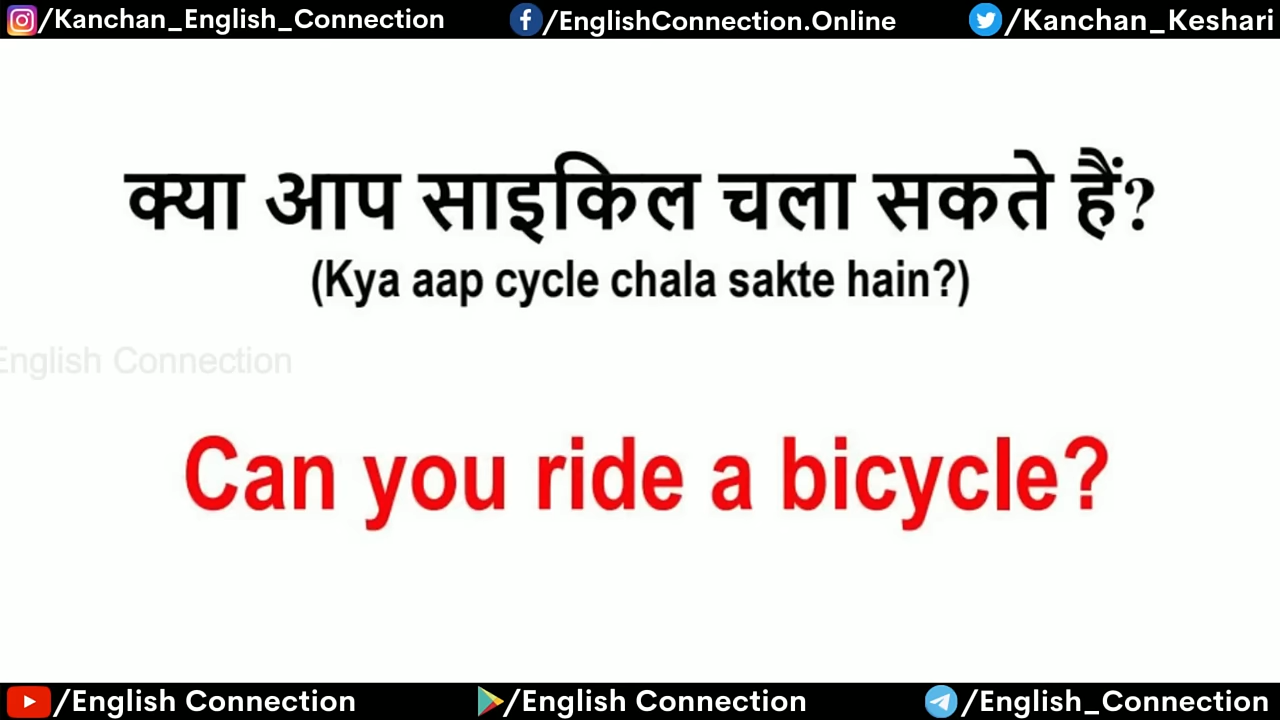 /Kanchan_English_Connection /EnglishConnection.Online /Kanchan_Keshari
क्या आप साइकिल चला सकते हैं?
(Kya aap cycle chala sakte hain?)
English Connection
Can you ride a bicycle?
/English Connection /English Connection /English_Connection